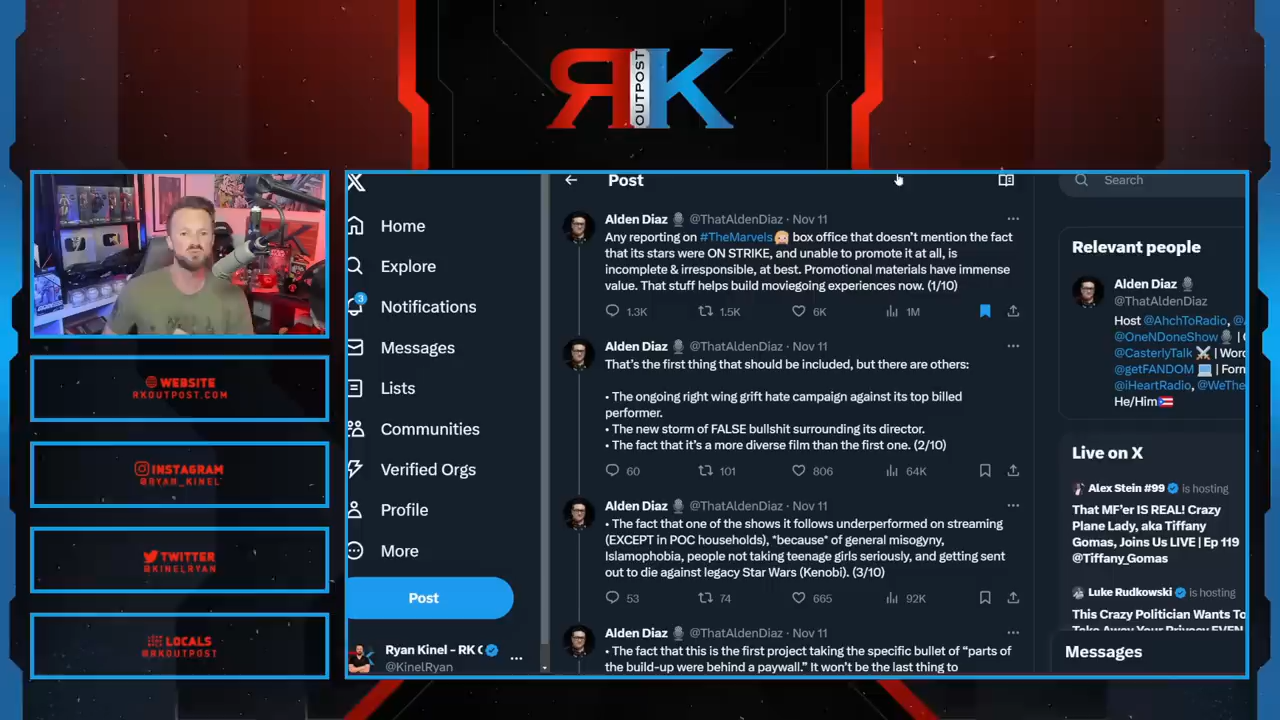 RK
OUTPOST
WEBSITE
RKOUTPOST.COM
INSTAGRAM
@RYAN_KINEL
TWITTER
@KINELRYAN
LOCALS
@RKOUTPOST
Home
Explore
3
Notifications
Messages
Lists
Communities
Verified Orgs
Profile
More
Post
Ryan Kinel - RK
@KinelRyan
Post
Alden Diaz @ThatAldenDiaz · Nov 11
Any reporting on #TheMarvels box office that doesn't mention the fact
that its stars were ON STRIKE, and unable to promote it at all, is
incomplete & irresponsible, at best. Promotional materials have immense
value. That stuff helps build moviegoing experiences now. (1/10)
1.3K 1.5K 6K 1M
Alden Diaz @ThatAldenDiaz · Nov 11
That's the first thing that should be included, but there are others:
• The ongoing right wing grift hate campaign against its top billed
performer.
• The new storm of FALSE bullshit surrounding its director.
• The fact that it's a more diverse film than the first one. (2/10)
60 101 806 64K
Alden Diaz @ThatAldenDiaz · Nov 11
• The fact that one of the shows it follows underperformed on streaming
(EXCEPT in POC households), *because* of general misogyny,
Islamophobia, people not taking teenage girls seriously, and getting sent
out to die against legacy Star Wars (Kenobi). (3/10)
53 74 665 92K
Alden Diaz @ThatAldenDiaz · Nov 11
• The fact that this is the first project taking the specific bullet of “parts of
the build-up were behind a paywall.” It won't be the last thing to
Search
Relevant people
Alden Diaz
@ThatAldenDiaz
Host @AhchToRadio, @
@OneNDoneShow |
@CasterlyTalk | Wor
@getFANDOM | Forn
@iHeartRadio, @WeThe
He/Him
Live on X
Alex Stein #99 is hosting
That MF'er IS REAL! Crazy
Plane Lady, aka Tiffany
Gomas, Joins Us LIVE | Ep 119
@Tiffany_Gomas
Luke Rudkowski is hosting
This Crazy Politician Wants To
Take Away Your Privacy EVEN
Messages